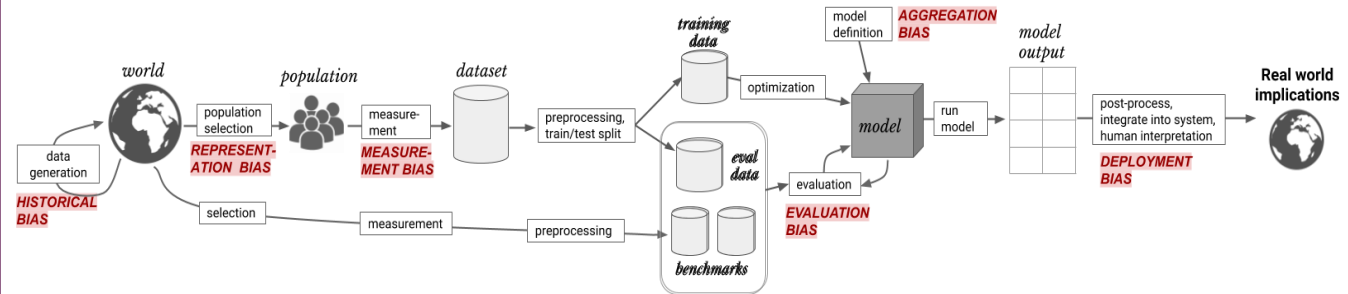 world
data
generation
HISTORICAL
BIAS
population
selection
REPRESENT-
ATION BIAS
population
measure-
ment
MEASURE-
MENT BIAS
dataset
preprocessing,
train/test split
selection
measurement
preprocessing
training
data
eval
data
benchmarks
optimization
model
definition
AGGREGATION
BIAS
model
evaluation
EVALUATION
BIAS
run
model
model
output
post-process,
integrate into system,
human interpretation
DEPLOYMENT
BIAS
Real world
implications